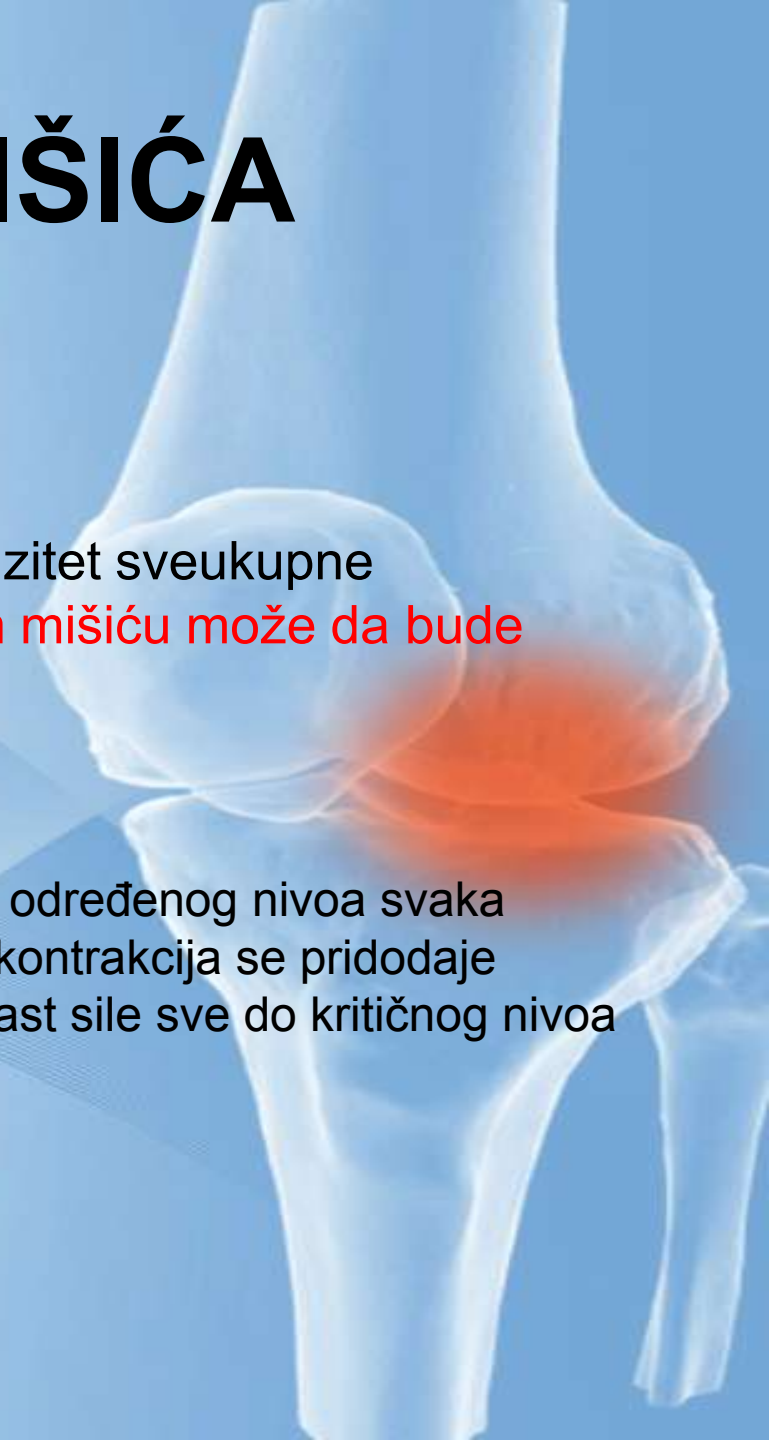 IŠIĆA
zitet sveukupne
mišiću može da bude
određenog nivoa svaka
kontrakcija se pridodaje
ast sile sve do kritičnog nivoa